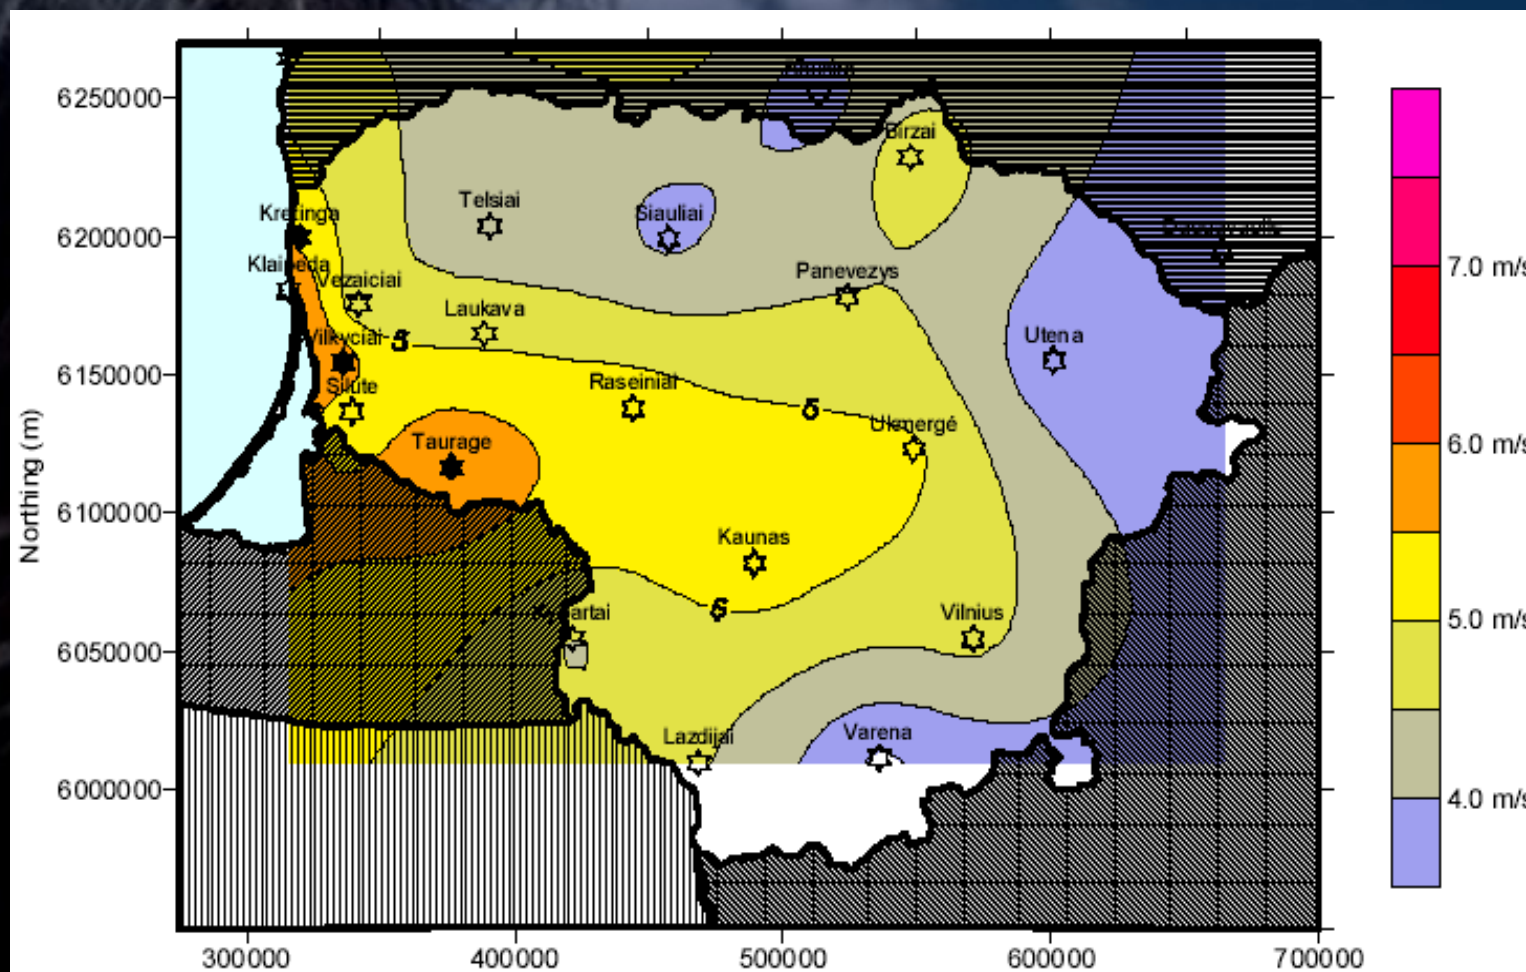 6250000
Birzai
Telsiai
Siauliai
Kretinga
6200000
Klaipeda
Vezaiciai
Panevezys
7.0 m/s
Laukava
Vilkyciai
5
Utena
6150000
Silute
Raseiniai
5
Ukmergé
Taurage
6.0 m/s
Northing (m)
6100000
Kaunas
5
Vilnius
5.0 m/s
6050000
Lazdijai
Varena
6000000
4.0 m/s
300000
400000
500000
600000
700000